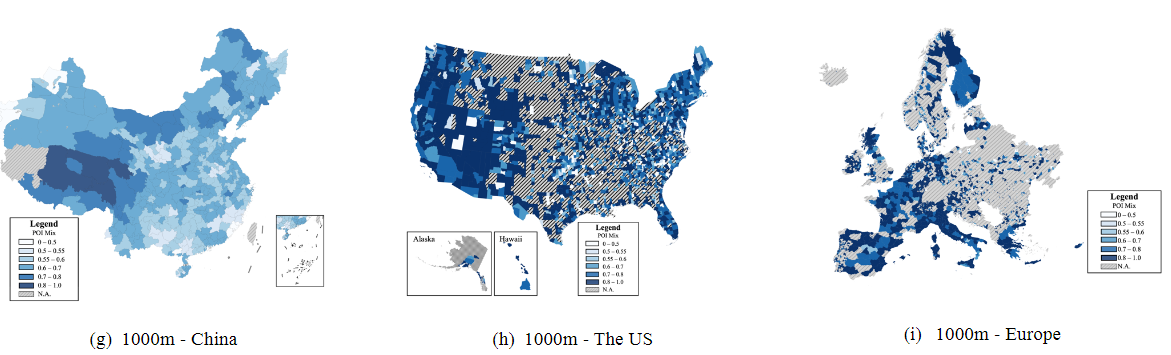 Legend
POI Mix
0 – 0.5
0.5 – 0.55
0.55 – 0.6
0.6 – 0.7
0.7 – 0.8
0.8 – 1.0
N.A.
Alaska
Hawaii
Legend
POI Mix
0 – 0.5
0.5 – 0.55
0.55 – 0.6
0.6 – 0.7
0.7 – 0.8
0.8 – 1.0
N.A.
Legend
POI Mix
0 – 0.5
0.5 – 0.55
0.55 – 0.6
0.6 – 0.7
0.7 – 0.8
0.8 – 1.0
N.A.
(g) 1000m - China
(h) 1000m - The US
(i) 1000m - Europe